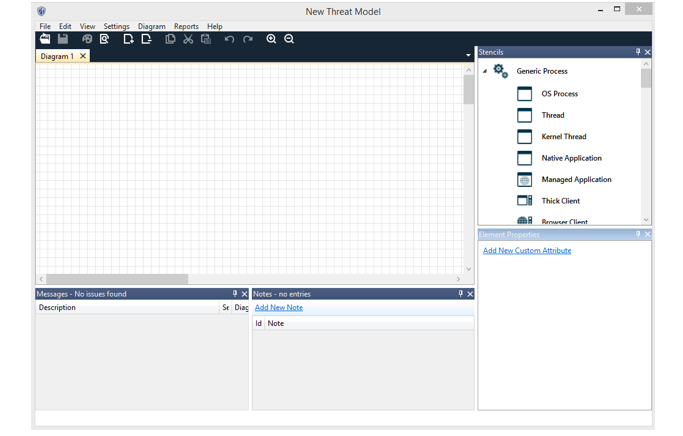 New Threat Model
File Edit View Settings Diagram Reports Help
Diagram 1
Stencils
Generic Process
OS Process
Thread
Kernel Thread
Native Application
Managed Application
Thick Client
Browser Client
Element Properties
Add New Custom Attribute
Messages - No issues found
Description Se Diag
Notes - no entries
Add New Note
Id Note